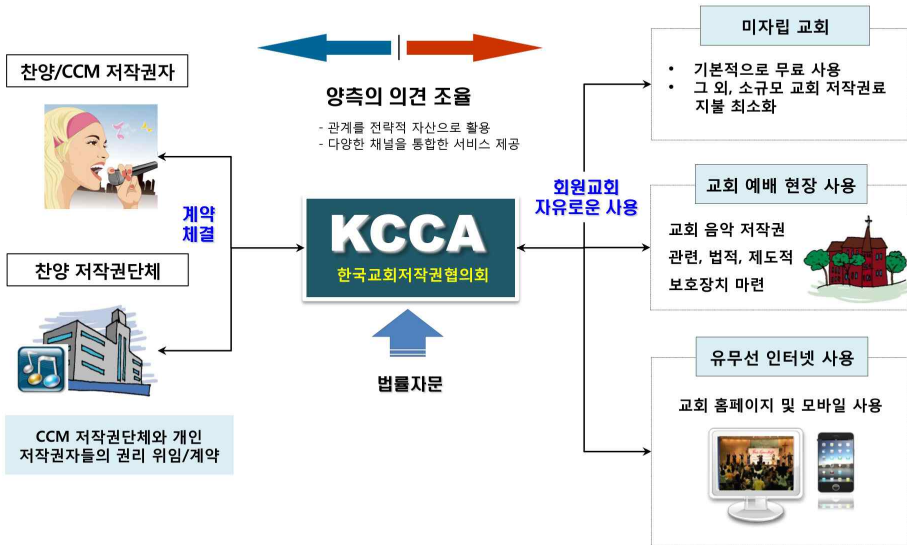 찬양/CCM 저작권자
계약
체결
찬양 저작권단체
CCM 저작권단체와 개인
저작권자들의 권리 위임/계약
양측의 의견 조율
- 관계를 전략적 자산으로 활용
- 다양한 채널을 통합한 서비스 제공
KCCA
한국교회저작권협의회
법률자문
회원교회
자유로운 사용
미자립 교회
• 기본적으로 무료 사용
• 그 외, 소규모 교회 저작권료
지불 최소화
교회 예배 현장 사용
교회 음악 저작권
관련, 법적, 제도적
보호장치 마련
유무선 인터넷 사용
교회 홈페이지 및 모바일 사용